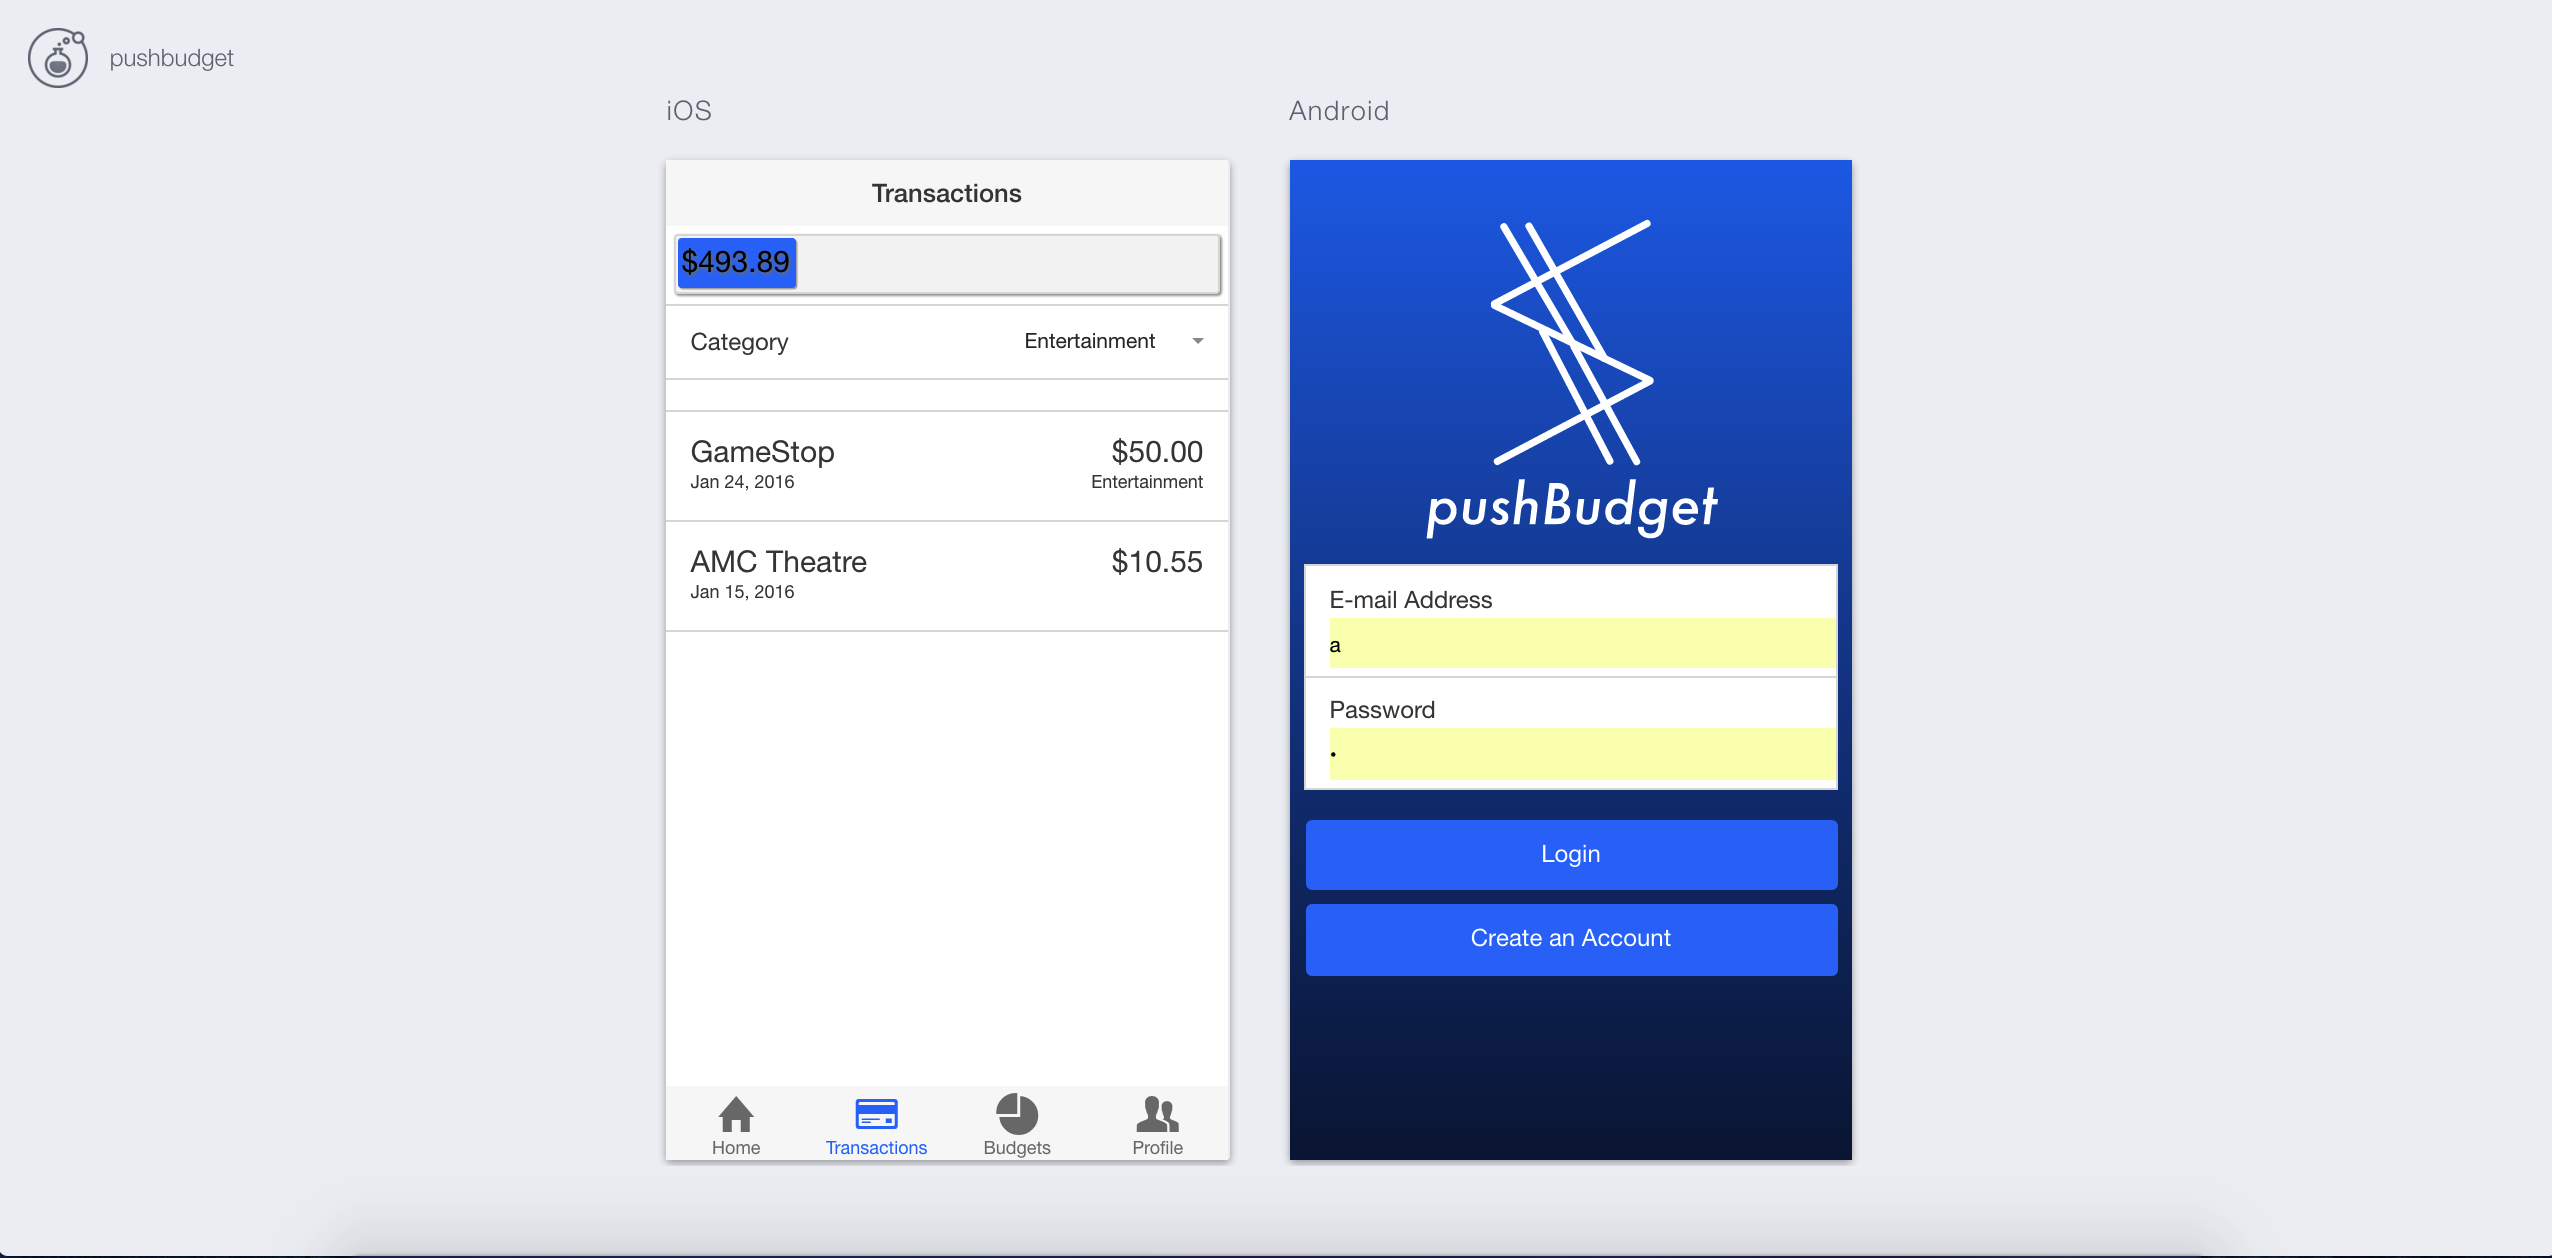 pushbudget
iOS
Transactions
$493.89
Category Entertainment
GameStop $50.00
Jan 24, 2016 Entertainment
AMC Theatre $10.55
Jan 15, 2016
Home Transactions Budgets Profile
Android
pushBudget
E-mail Address
a
Password
•
Login
Create an Account